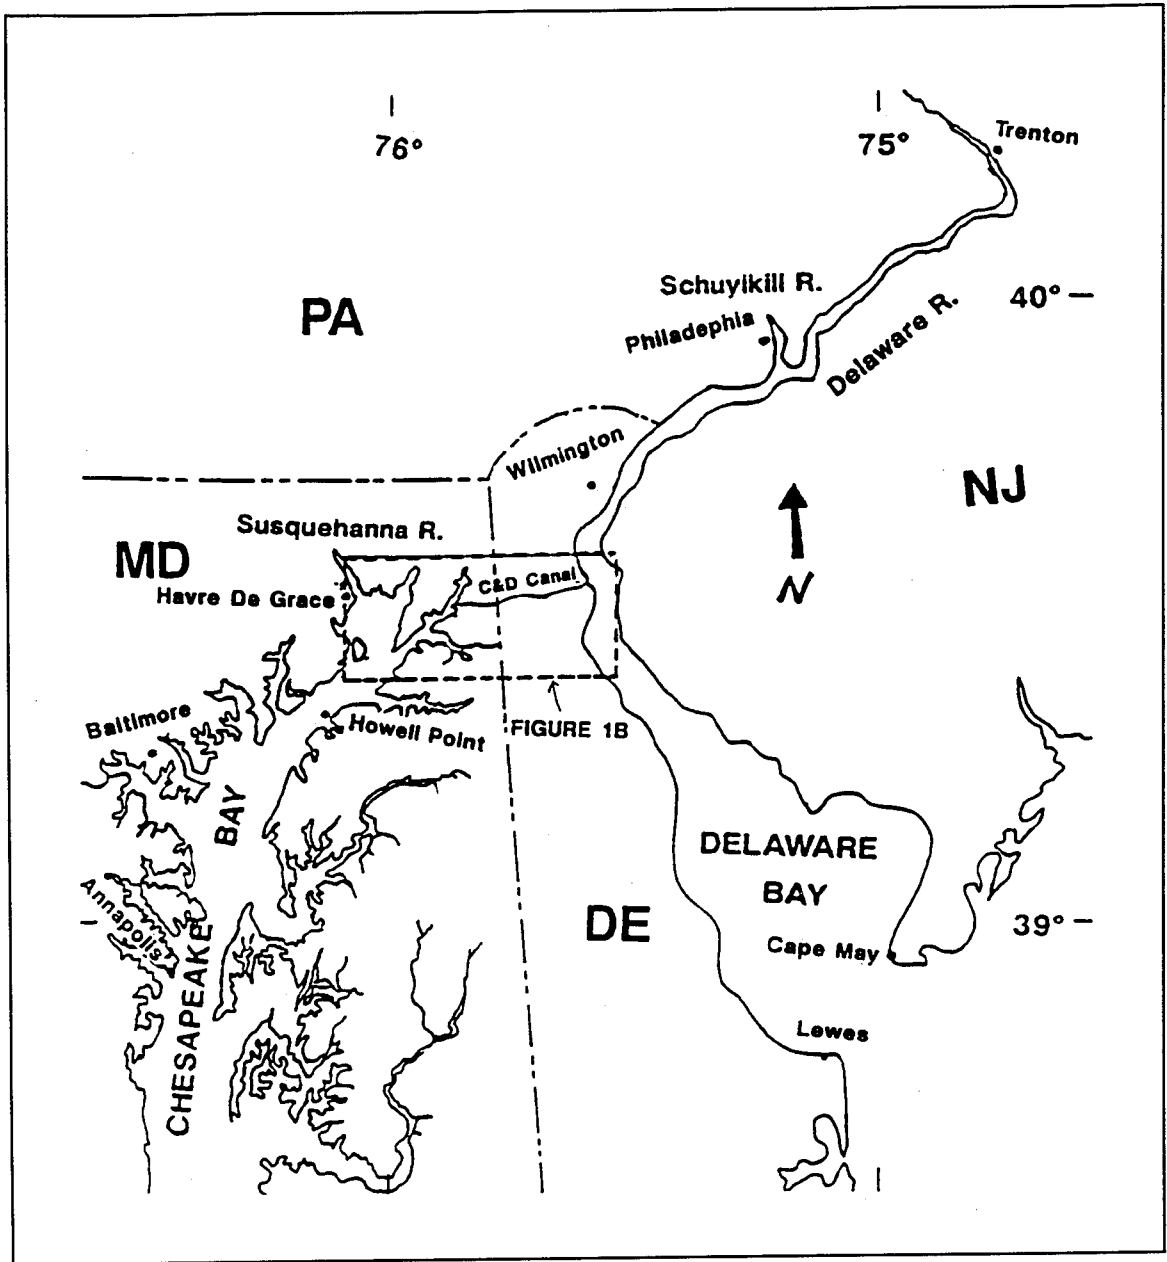 76°
75°
Trenton
Schuylkill R.
40°
PA
Philadephia
Delaware R.
Wilmington
NJ
Susquehanna R.
MD
C&D Canal
N
Havre De Grace
Baltimore
Howell Point
FIGURE 1B
DELAWARE
BAY
CHESAPEAKE BAY
Annapolis
DE
39°
Cape May
Lewes